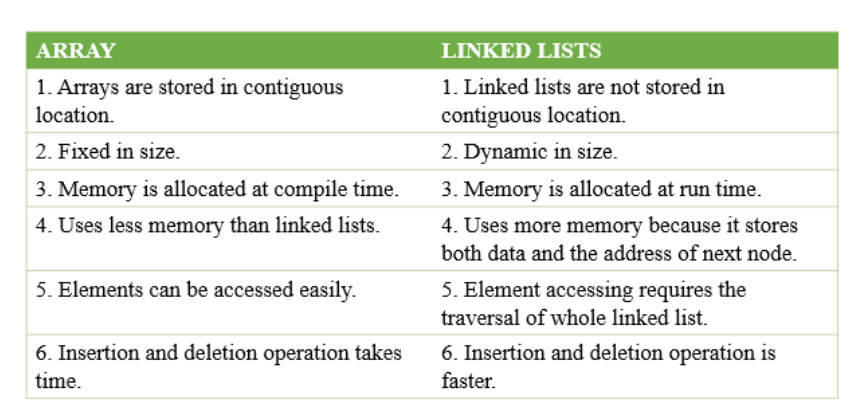 ARRAY LINKED LISTS
1. Arrays are stored in contiguous
location.
1. Linked lists are not stored in
contiguous location.
2. Fixed in size.
2. Dynamic in size.
3. Memory is allocated at compile time.
3. Memory is allocated at run time.
4. Uses less memory than linked lists.
4. Uses more memory because it stores
both data and the address of next node.
5. Elements can be accessed easily.
5. Element accessing requires the
traversal of whole linked list.
6. Insertion and deletion operation takes
time.
6. Insertion and deletion operation is
faster.